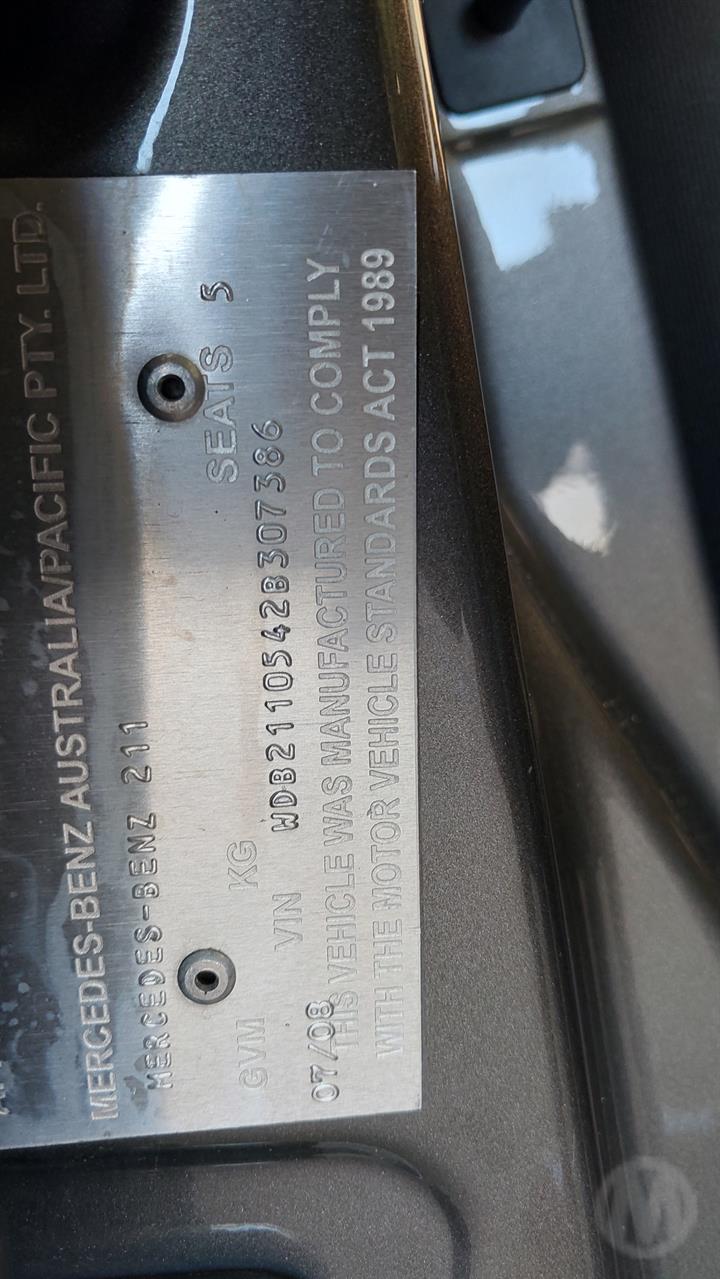 MERCEDES-BENZ AUSTRALIA/PACIFIC PTY. LTD.
MERCEDES-BENZ 211
SEATS 5
GVM KG
VIN WDB2110542B307386
07/08
THIS VEHICLE WAS MANUFACTURED TO COMPLY
WITH THE MOTOR VEHICLE STANDARDS ACT 1989
M